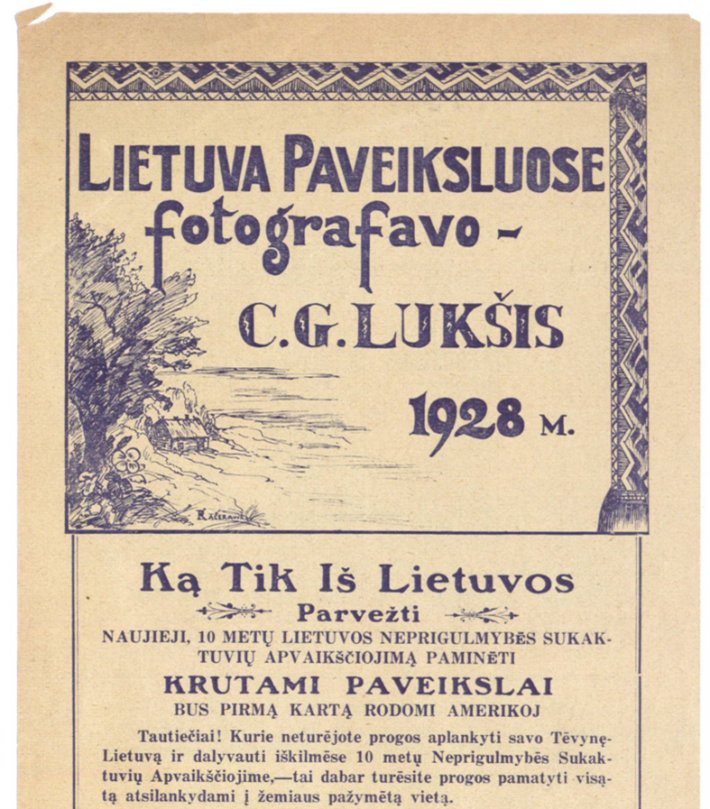 LIETUVA PAVEIKSLUOSE
fotografavo -
C.G. LUKŠIS
1928 M.
Ką Tik Iš Lietuvos
Parvežti
NAUJIEJI, 10 METŲ LIETUVOS NEPRIGULMYBĖS SUKAK-
TUVIŲ APVAIKŠČIOJIMĄ PAMINĖTI
KRUTAMI PAVEIKSLAI
BUS PIRMĄ KARTĄ RODOMI AMERIKOJ
Tautiečiai! Kurie neturėjote progos aplankyti savo Tėvynę-
Lietuvą ir dalyvauti iškilmėse 10 metų Neprigulmybės Sukak-
tuvių Apvaikščiojime,—tai dabar turėsite progos pamatyti visą-
tą atsilankydami į žemiaus pažymėtą vietą.